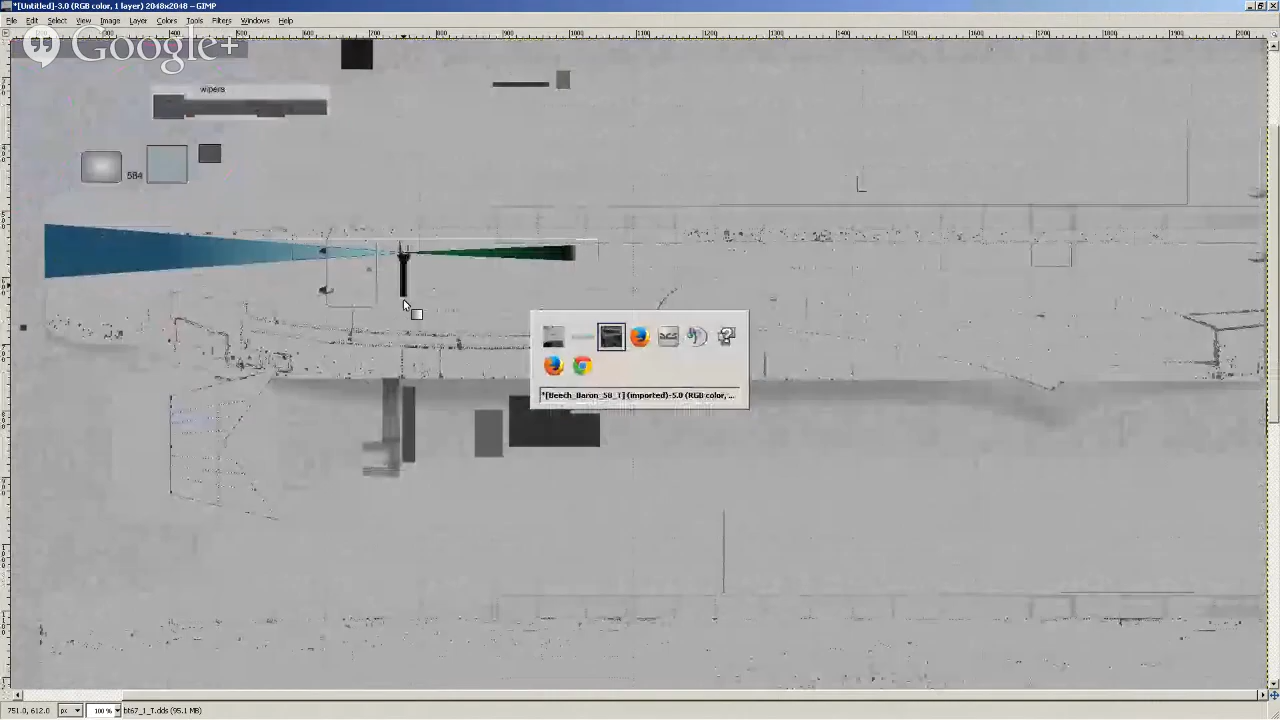 *[Untitled]-3.0 (RGB color, 1 layer) 2048x2048 – GIMP
File Edit Select View Image Layer Colors Tools Filters Windows Help
Google+
wipers
584
*[Beech_Baron_58_T] (imported)-5.0 (RGB color, ...
751.0, 612.0 px 100 % bt67_1_T.dds (95.1 MB)